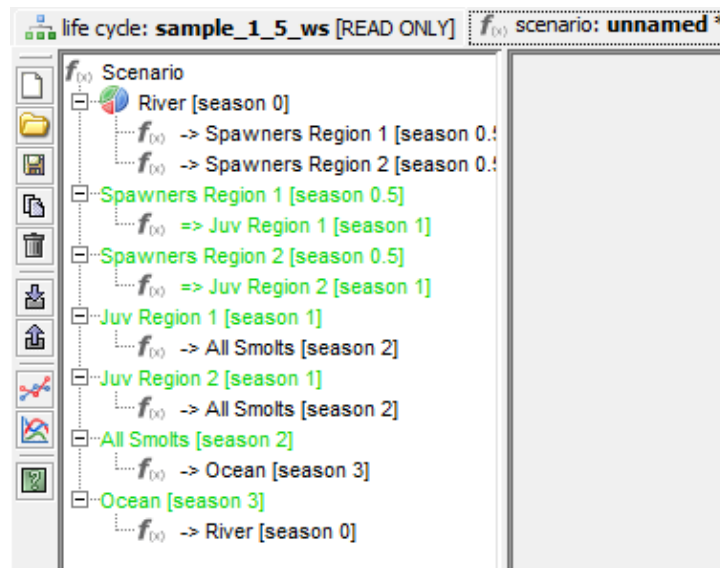 life cycle: sample_1_5_ws [READ ONLY] f(x) scenario: unnamed *
f(x) Scenario
River [season 0]
f(x) -> Spawners Region 1 [season 0.5
f(x) -> Spawners Region 2 [season 0.5
Spawners Region 1 [season 0.5]
f(x) => Juv Region 1 [season 1]
Spawners Region 2 [season 0.5]
f(x) => Juv Region 2 [season 1]
Juv Region 1 [season 1]
f(x) -> All Smolts [season 2]
Juv Region 2 [season 1]
f(x) -> All Smolts [season 2]
All Smolts [season 2]
f(x) -> Ocean [season 3]
Ocean [season 3]
f(x) -> River [season 0]